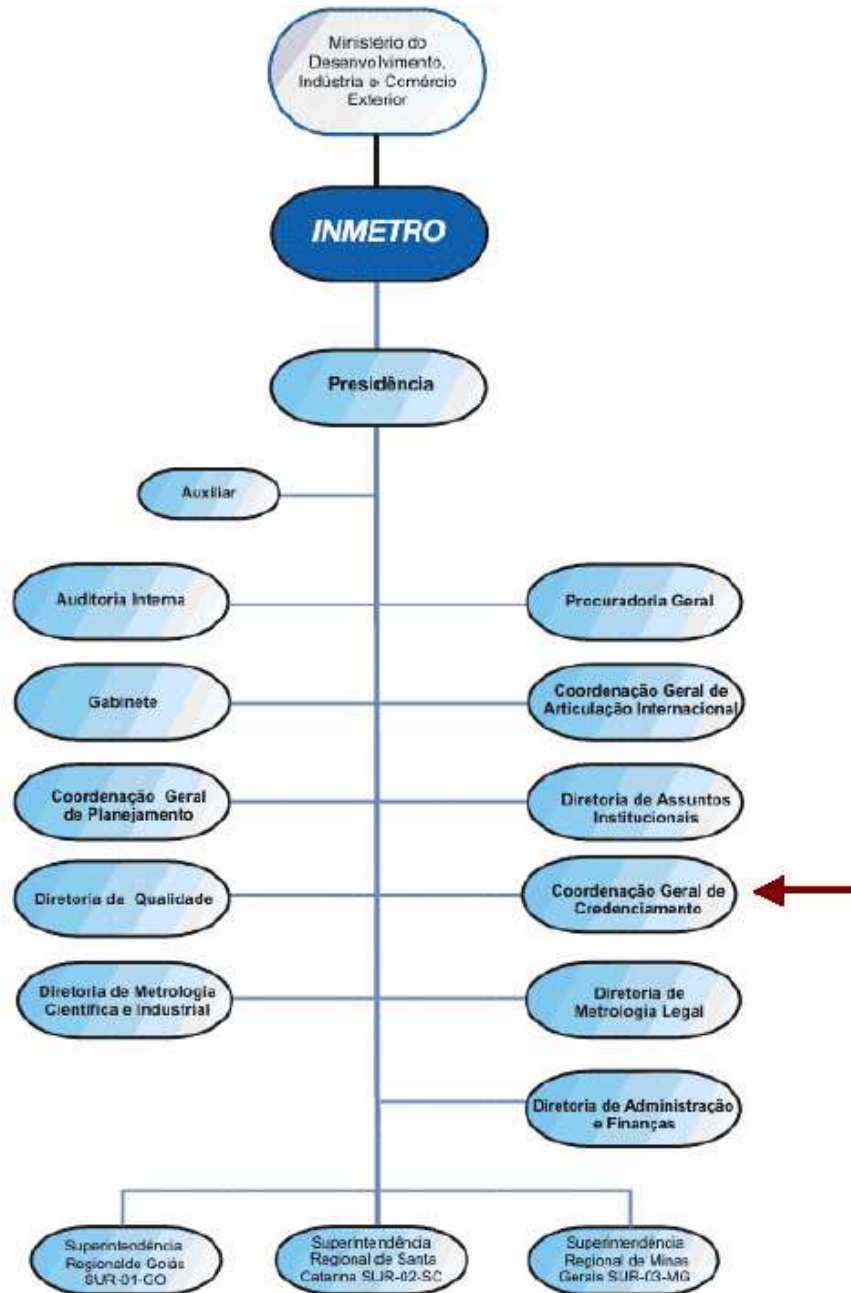 Ministério do
Desenvolvimento,
Indústria e Comércio
Exterior
INMETRO
Presidência
Auxiliar
Auditoria Interna
Procuradoria Geral
Gabinete
Coordenação Geral de
Articulação Internacional
Coordenação Geral
de Planejamento
Diretoria de Assuntos
Institucionais
Diretoria da Qualidade
Coordenação Geral de
Credenciamento
Diretoria de Metrologia
Científica e Industrial
Diretoria de
Metrologia Legal
Diretoria de Administração
e Finanças
Superintendência
Regionalde Goiás
SUR-01-GO
Superintendência
Regional de Santa
Catarina SUR-02-SC
Superintendência
Regional de Minas
Gerais SUR-03-MG